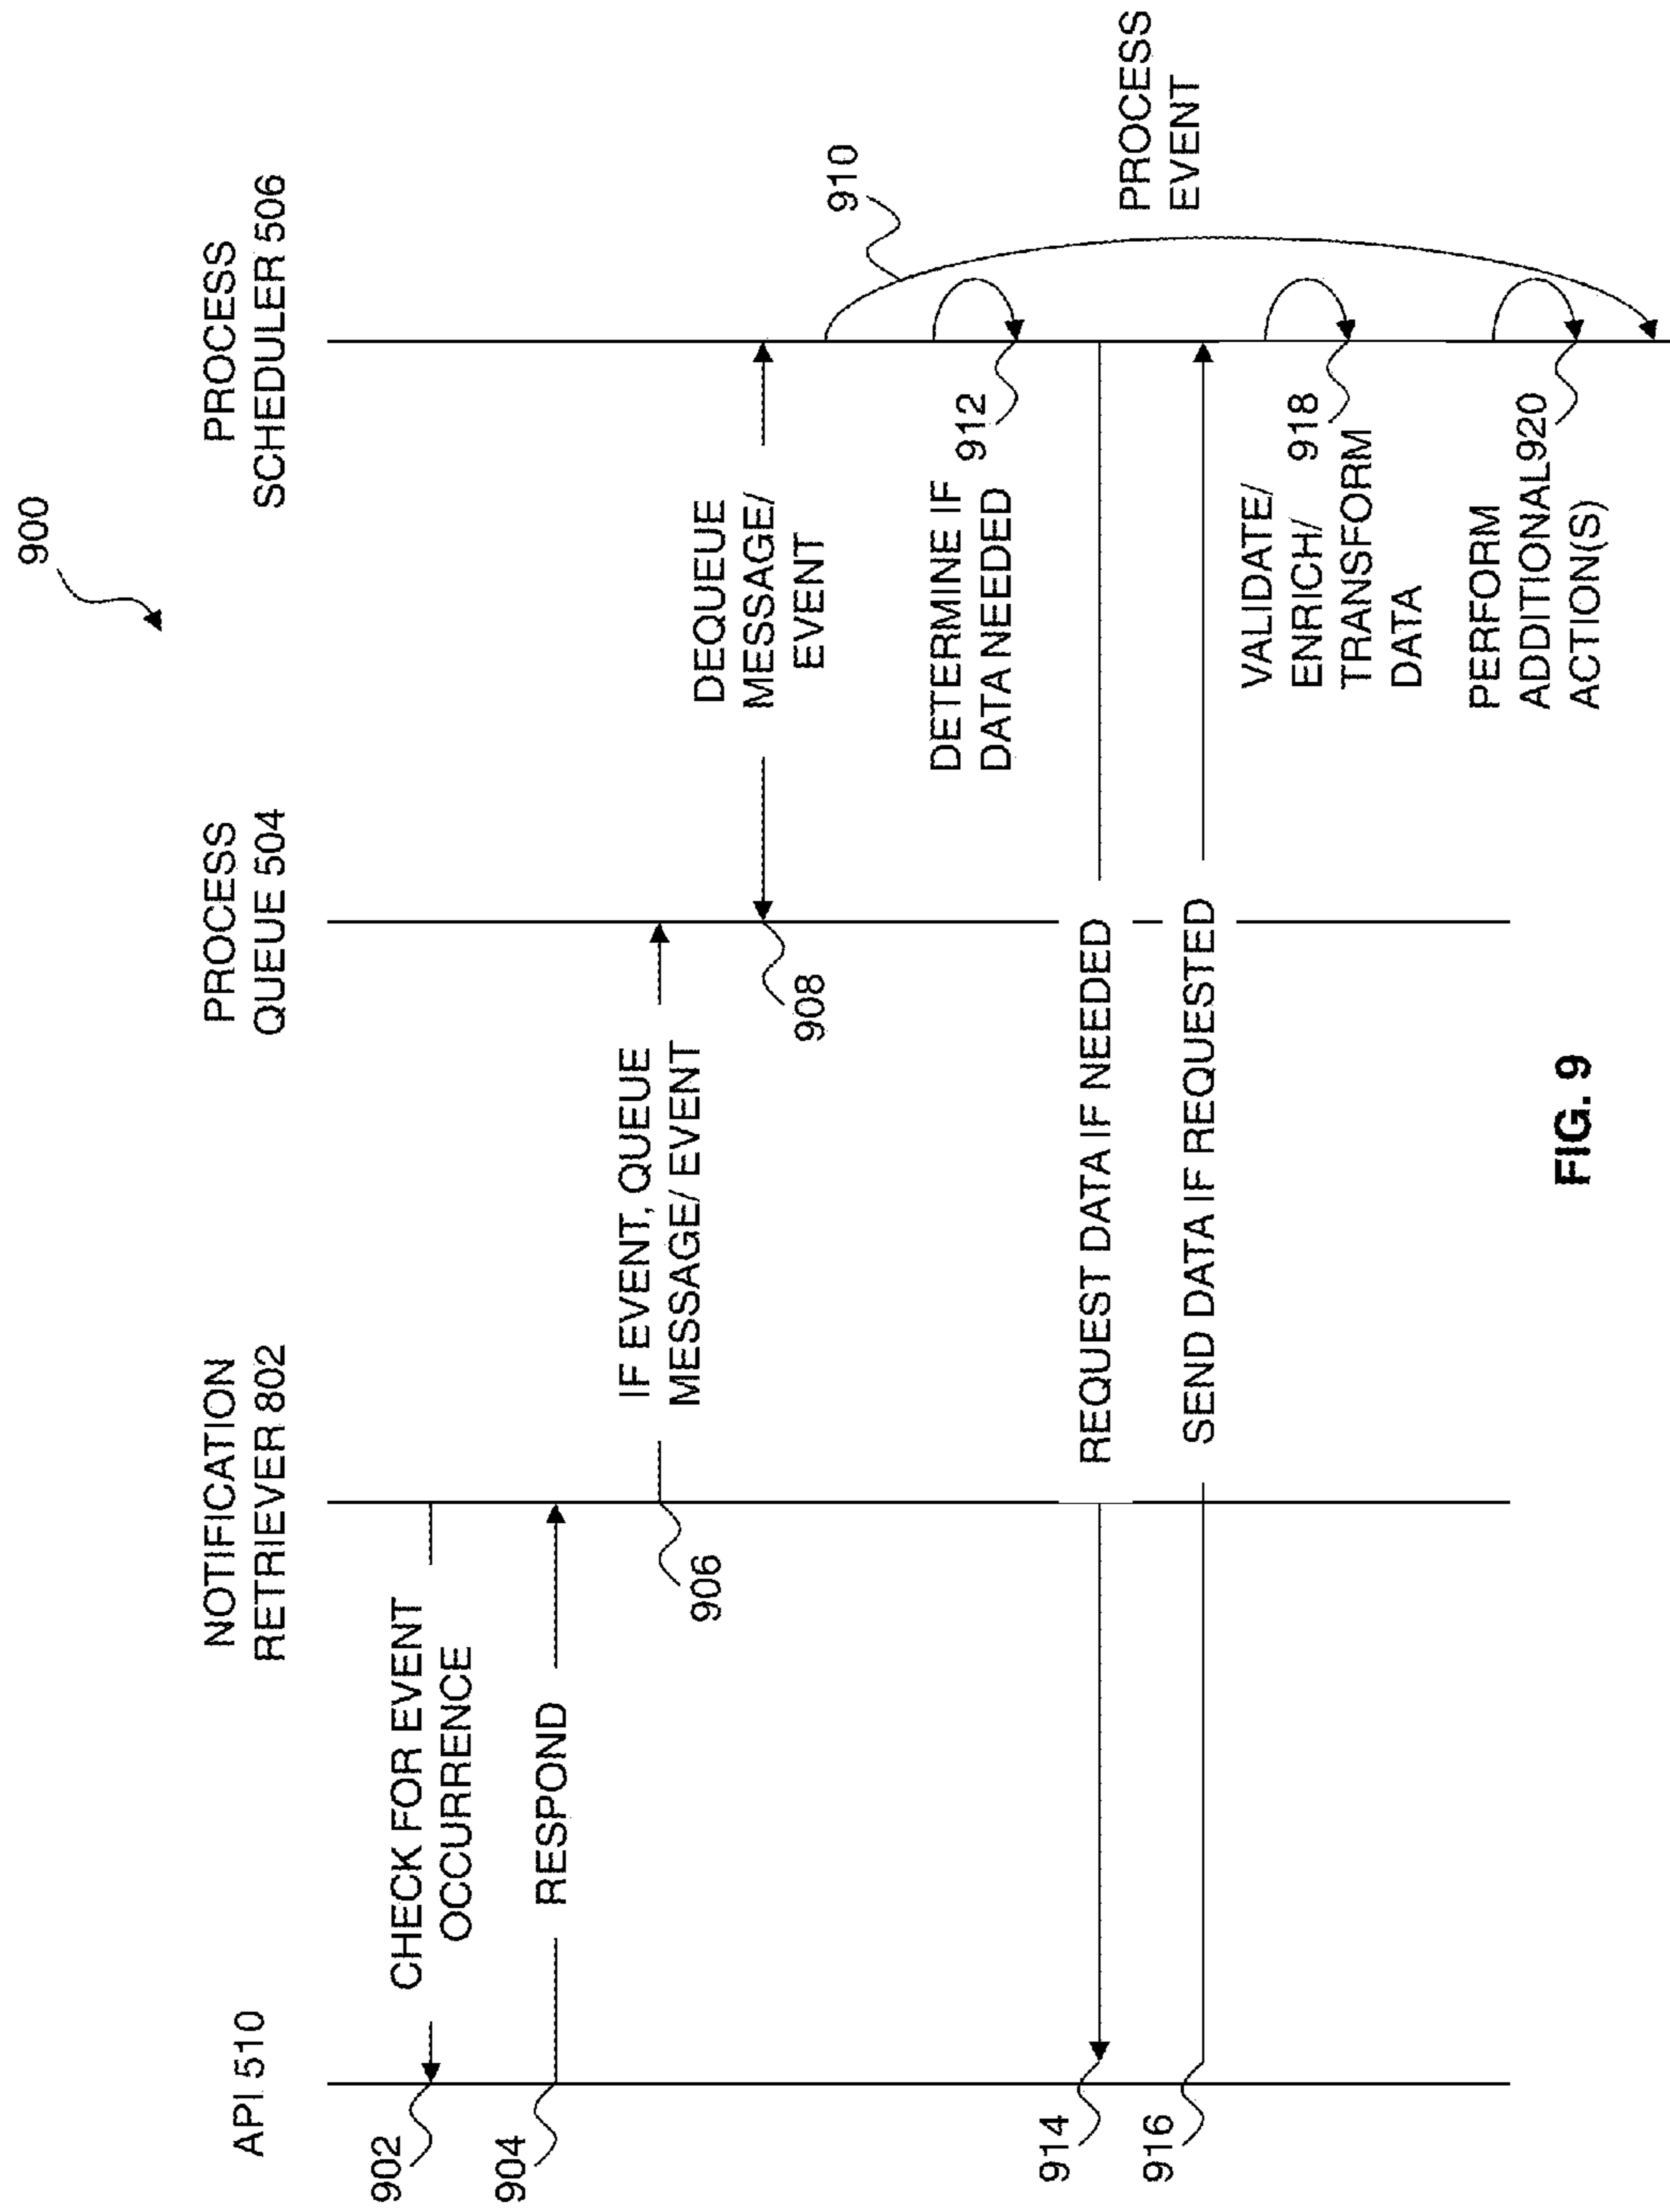 900
API 510
NOTIFICATION
RETRIEVER 802
PROCESS
QUEUE 504
PROCESS
SCHEDULER 506
902
CHECK FOR EVENT
OCCURRENCE
904
RESPOND
906
IF EVENT, QUEUE
MESSAGE/ EVENT
908
DEQUEUE
MESSAGE/
EVENT
910
PROCESS
EVENT
DETERMINE IF
DATA NEEDED
912
914
REQUEST DATA IF NEEDED
916
SEND DATA IF REQUESTED
VALIDATE/
ENRICH/
TRANSFORM
DATA
918
PERFORM
ADDITIONAL
ACTION(S)
920
FIG. 9